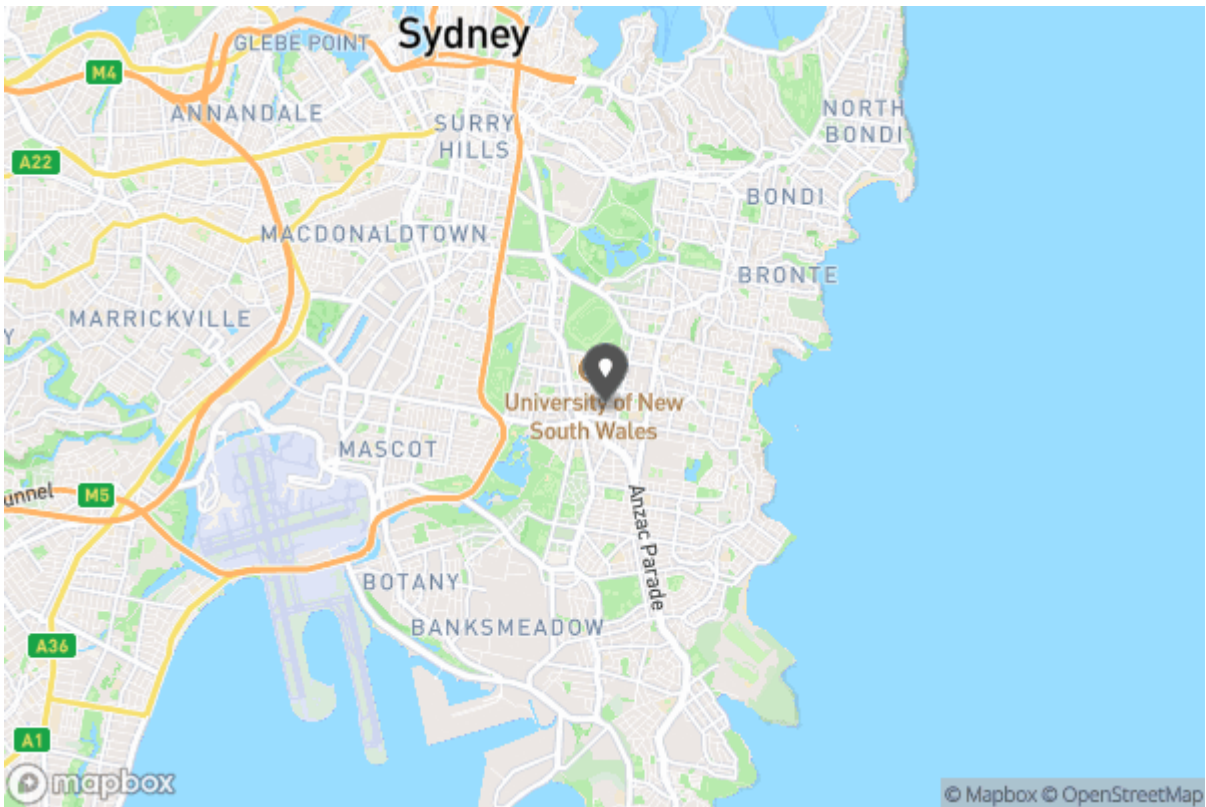 Sydney
GLEBE POINT
M4
ANNANDALE
NORTH
BONDI
SURRY
HILLS
A22
BONDI
MACDONALDTOWN
BRONTE
MARRICKVILLE
Y
University of New
South Wales
MASCOT
unnel
M5
Anzac Parade
BOTANY
BANKSMEADOW
A36
A1
mapbox
© Mapbox © OpenStreetMap